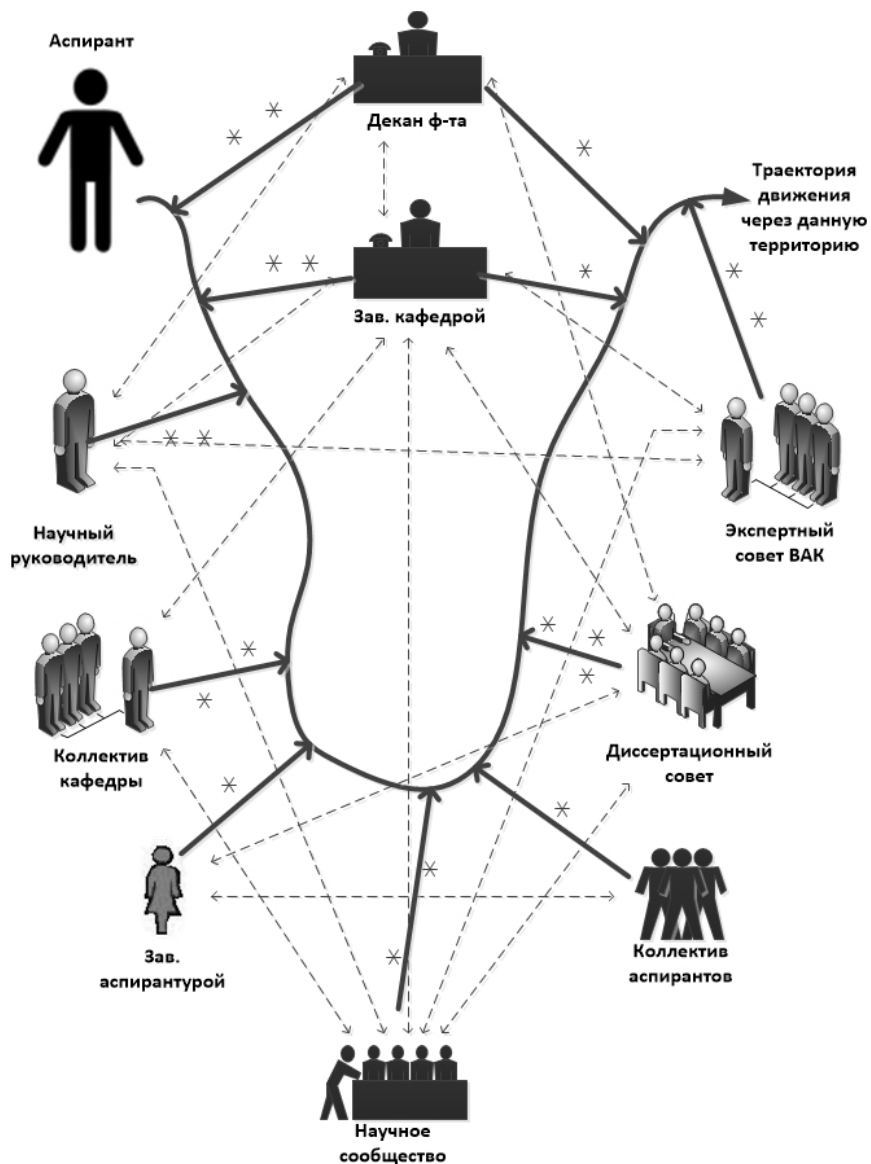 Аспирант
Декан ф-та
Траектория
движения
через данную
территорию
Зав. кафедрой
Научный
руководитель
Экспертный
совет ВАК
Коллектив
кафедры
Диссертационный
совет
Зав.
аспирантурой
Коллектив
аспирантов
Научное
сообщество